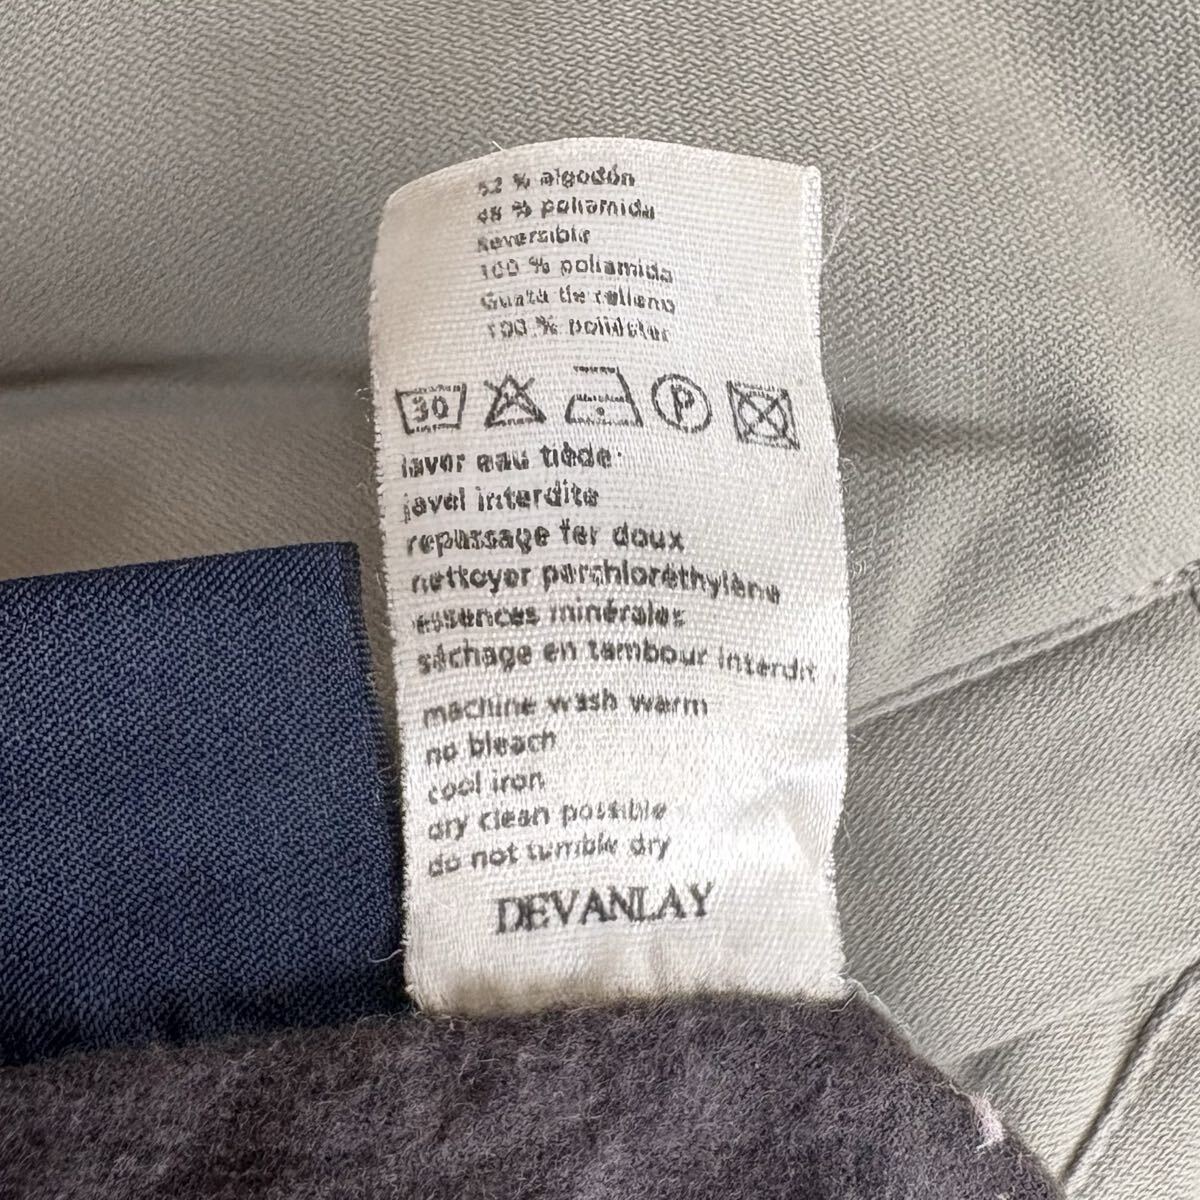 52 % algodón
48 % poliamida
Reversible
100 % poliamida
Guata de relleno
100 % poliéster
30 P
laver eau tiède
javel interdite
repassage fer doux
nettoyer perchloréthylène
essences minérales
séchage en tambour interdit
machine wash warm
no bleach
cool iron
dry clean possible
do not tumble dry
DEVANLAY